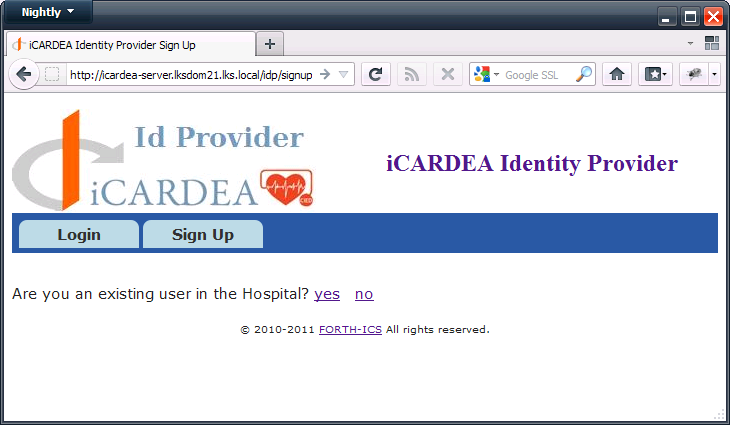 Nightly
iCARDEA Identity Provider Sign Up
http://icardea-server.lksdom21.lks.local/idp/signup
Google SSL
Id Provider
iCARDEA
iCARDEA Identity Provider
Login
Sign Up
Are you an existing user in the Hospital? yes no
© 2010-2011 FORTH-ICS All rights reserved.